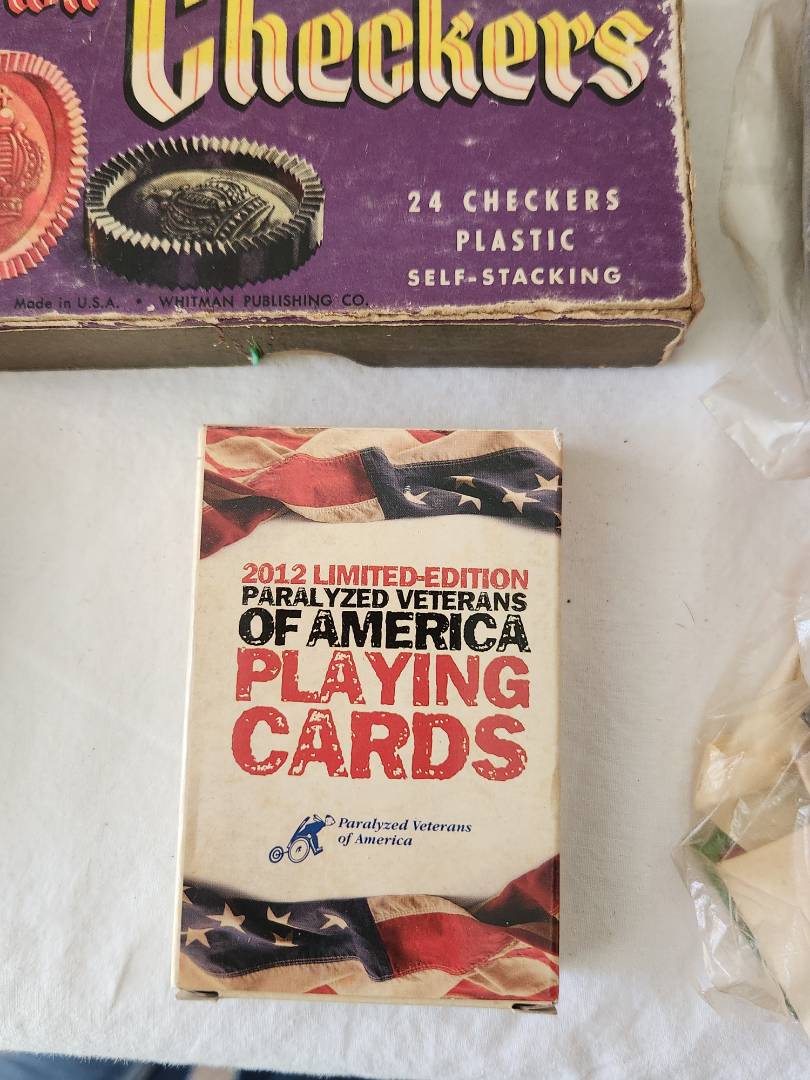 Checkers
24 CHECKERS
PLASTIC
SELF-STACKING
Made in U.S.A. • WHITMAN PUBLISHING CO.
2012 LIMITED-EDITION
PARALYZED VETERANS
OF AMERICA
PLAYING
CARDS
Paralyzed Veterans
of America